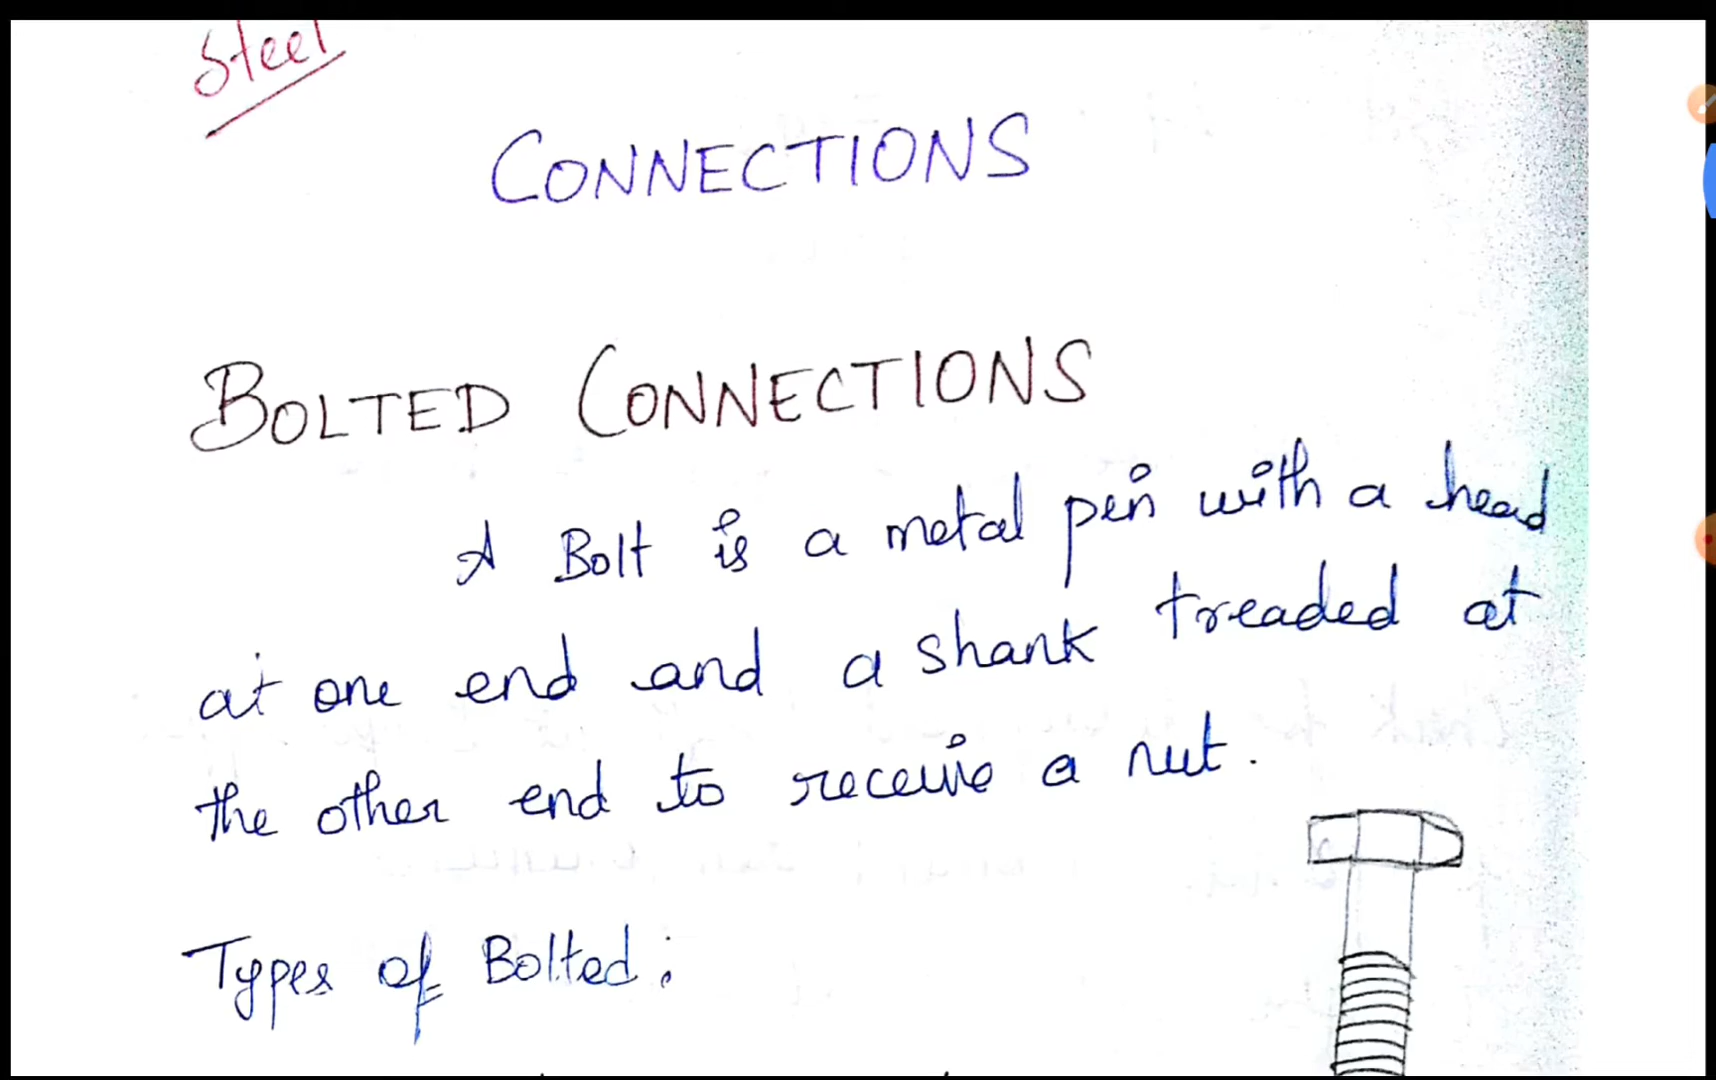 Steel
CONNECTIONS
BOLTED CONNECTIONS
A Bolt is a metal pen with a head
at one end and a shank treaded at
the other end to receive a nut.
Types of Bolted: